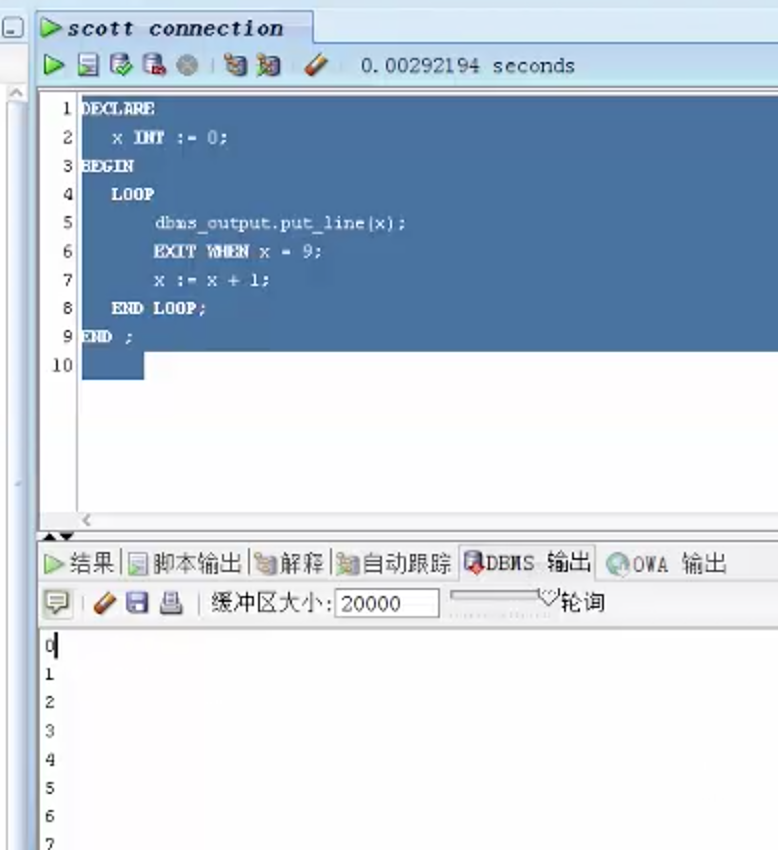 scott connection
0.00292194 seconds
1 DECLARE
2 x INT := 0;
3 BEGIN
4 LOOP
5 dbms_output.put_line(x);
6 EXIT WHEN x = 9;
7 x := x + 1;
8 END LOOP;
9 END ;
10
结果 脚本输出 解释 自动跟踪 DBMS 输出 OWA 输出
缓冲区大小: 20000 轮询
0
1
2
3
4
5
6
7